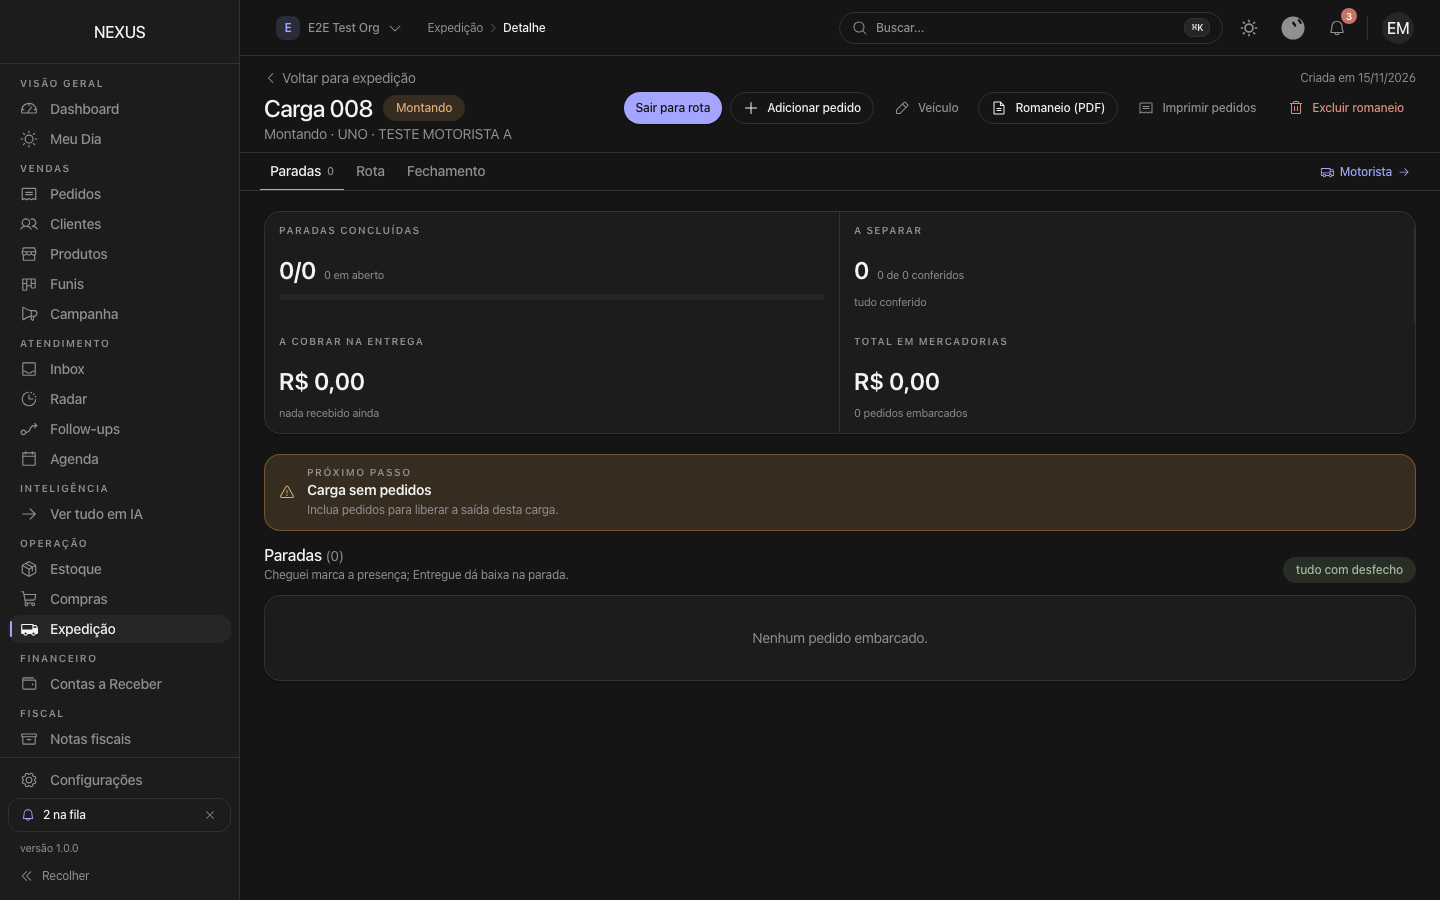 NEXUS
VISÃO GERAL
Dashboard
Meu Dia
VENDAS
Pedidos
Clientes
Produtos
Funis
Campanha
ATENDIMENTO
Inbox
Radar
Follow-ups
Agenda
INTELIGÊNCIA
Ver tudo em IA
OPERAÇÃO
Estoque
Compras
Expedição
FINANCEIRO
Contas a Receber
FISCAL
Notas fiscais
Configurações
2 na fila
versão 1.0.0
Recolher
E E2E Test Org Expedição Detalhe Buscar... ⌘K 3 EM
Voltar para expedição Criada em 15/11/2026
Carga 008 Montando Sair para rota Adicionar pedido Veículo Romaneio (PDF) Imprimir pedidos Excluir romaneio
Montando · UNO · TESTE MOTORISTA A
Paradas 0 Rota Fechamento Motorista →
PARADAS CONCLUÍDAS
0/0 0 em aberto
A SEPARAR
0 0 de 0 conferidos
tudo conferido
A COBRAR NA ENTREGA
R$ 0,00
nada recebido ainda
TOTAL EM MERCADORIAS
R$ 0,00
0 pedidos embarcados
PRÓXIMO PASSO
Carga sem pedidos
Inclua pedidos para liberar a saída desta carga.
Paradas (0)
Cheguei marca a presença; Entregue dá baixa na parada.
tudo com desfecho
Nenhum pedido embarcado.